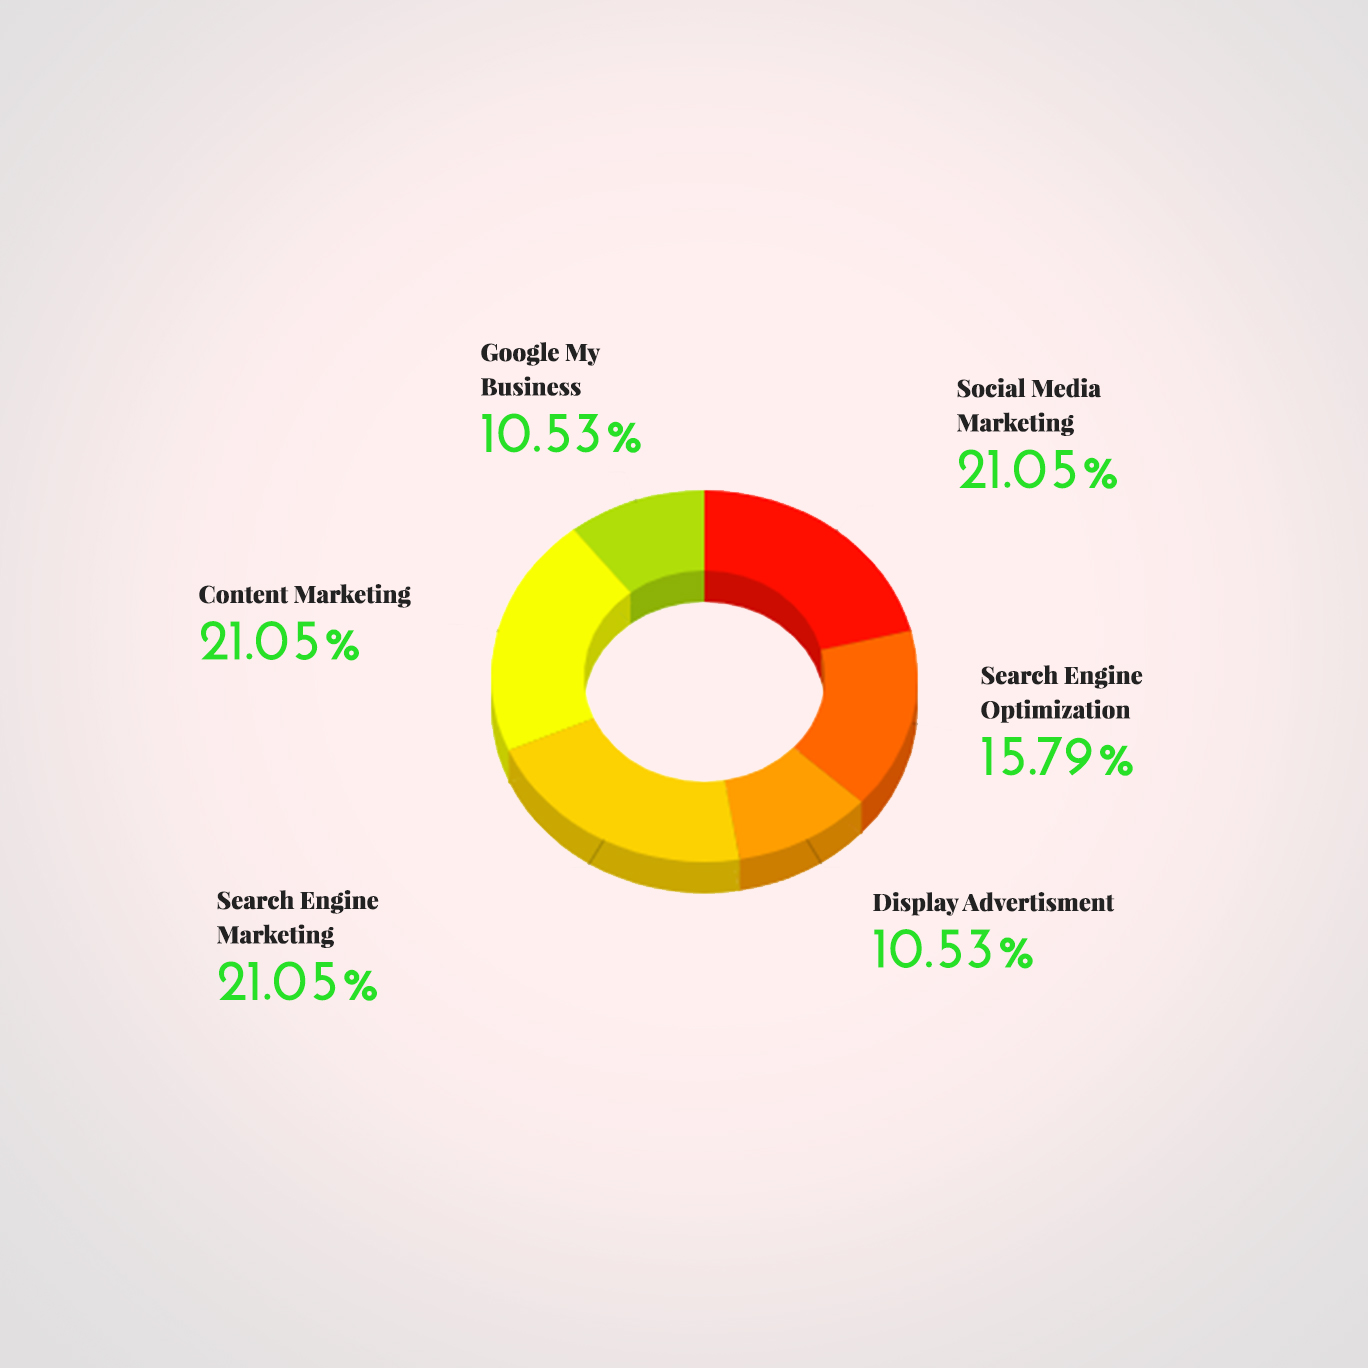 Google My
Business
10.53%
Social Media
Marketing
21.05%
Content Marketing
21.05%
Search Engine
Optimization
15.79%
Search Engine
Marketing
21.05%
Display Advertisment
10.53%